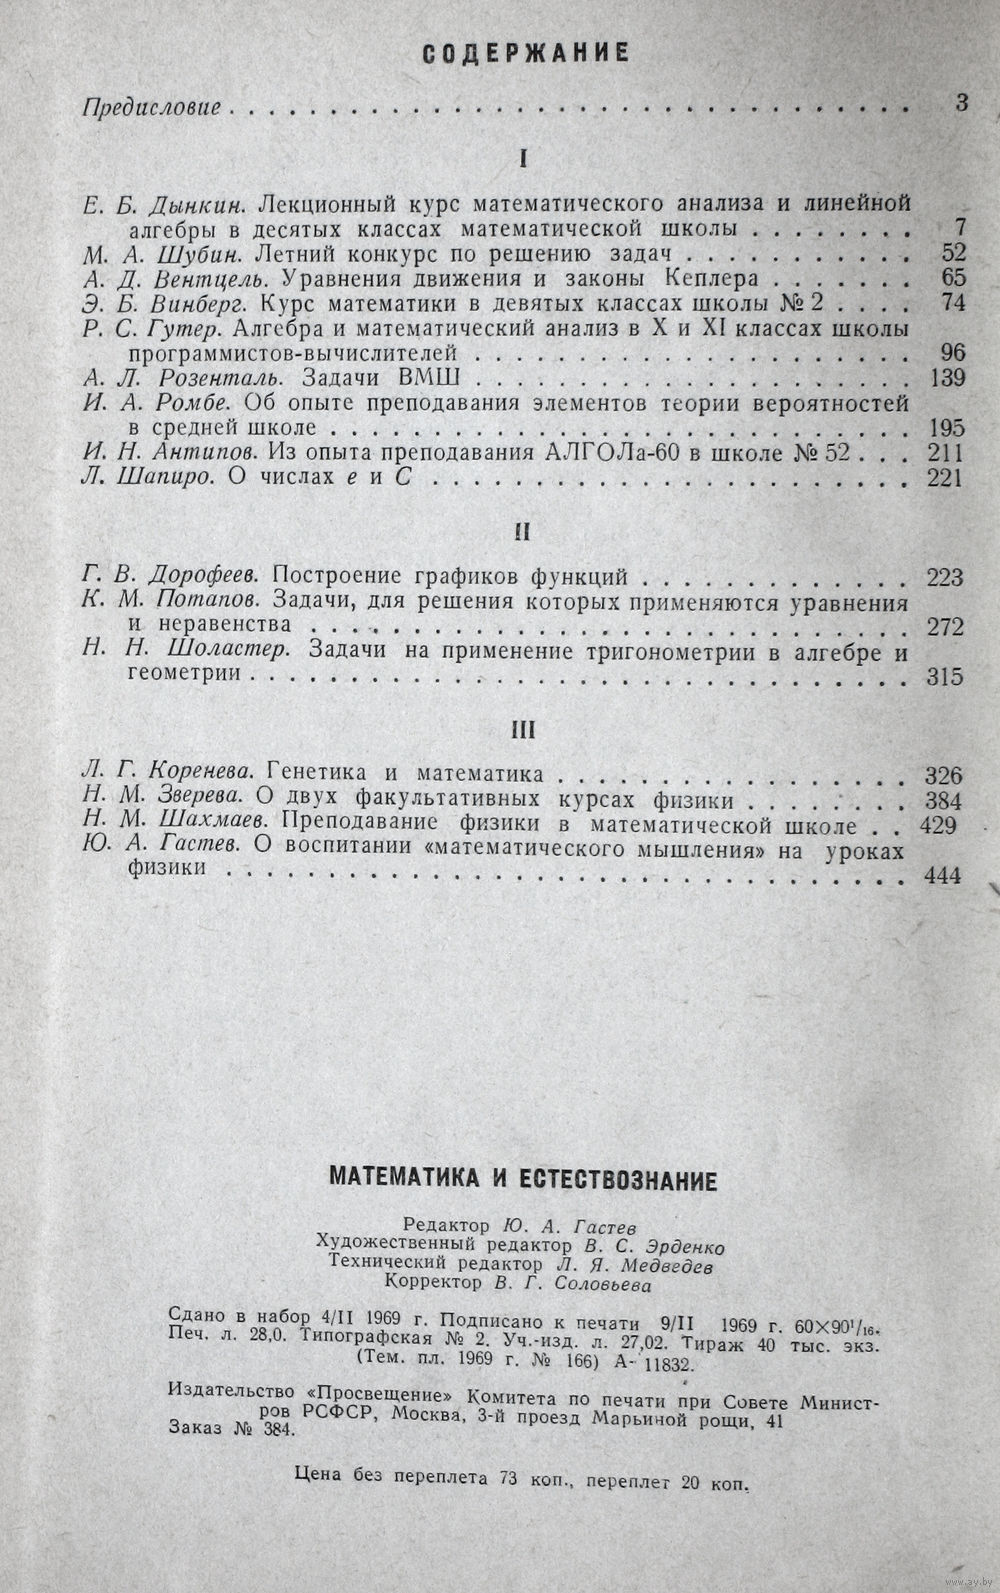 СОДЕРЖАНИЕ
Предисловие . . . . . . . . . . . . . . . . . . . . . . . . . . . . . . . . . . 3
I
Е. Б. Дынкин. Лекционный курс математического анализа и линейной
алгебры в десятых классах математической школы . . . . . . . . 7
М. А. Шубин. Летний конкурс по решению задач . . . . . . . . . . . 52
А. Д. Вентцель. Уравнения движения и законы Кеплера . . . . . . . 65
Э. Б. Винберг. Курс математики в девятых классах школы № 2 . . . . 74
Р. С. Гутер. Алгебра и математический анализ в X и XI классах школы
программистов-вычислителей . . . . . . . . . . . . . . . . . . . . . 96
А. Л. Розенталь. Задачи ВМШ . . . . . . . . . . . . . . . . . . . . . 139
И. А. Ромбе. Об опыте преподавания элементов теории вероятностей
в средней школе . . . . . . . . . . . . . . . . . . . . . . . . . . . . 195
И. Н. Антипов. Из опыта преподавания АЛГОЛа-60 в школе № 52 . . . 211
Л. Шапиро. О числах e и C . . . . . . . . . . . . . . . . . . . . . . . 221
II
Г. В. Дорофеев. Построение графиков функций . . . . . . . . . . . . . 223
К. М. Потапов. Задачи, для решения которых применяются уравнения
и неравенства . . . . . . . . . . . . . . . . . . . . . . . . . . . . . 272
Н. Н. Шоластер. Задачи на применение тригонометрии в алгебре и
геометрии . . . . . . . . . . . . . . . . . . . . . . . . . . . . . . . . 315
III
Л. Г. Коренева. Генетика и математика . . . . . . . . . . . . . . . . . 326
Н. М. Зверева. О двух факультативных курсах физики . . . . . . . . 384
Н. М. Шахмаев. Преподавание физики в математической школе . . 429
Ю. А. Гастев. О воспитании «математического мышления» на уроках
физики . . . . . . . . . . . . . . . . . . . . . . . . . . . . . . . . . 444
МАТЕМАТИКА И ЕСТЕСТВОЗНАНИЕ
Редактор Ю. А. Гастев
Художественный редактор В. С. Эрденко
Технический редактор Л. Я. Медведев
Корректор В. Г. Соловьева
Сдано в набор 4/II 1969 г. Подписано к печати 9/II 1969 г. 60×90¹/₁₆.
Печ. л. 28,0. Типографская № 2. Уч.-изд. л. 27,02. Тираж 40 тыс. экз.
(Тем. пл. 1969 г. № 166) А-11832.
Издательство «Просвещение» Комитета по печати при Совете Минист-
ров РСФСР, Москва, 3-й проезд Марьиной рощи, 41
Заказ № 384.
Цена без переплета 73 коп., переплет 20 коп.
www.ay.by